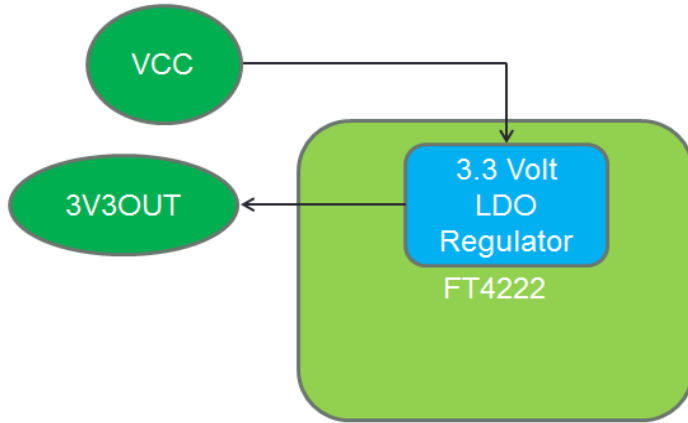 VCC
3V3OUT
3.3 Volt
LDO
Regulator
FT4222